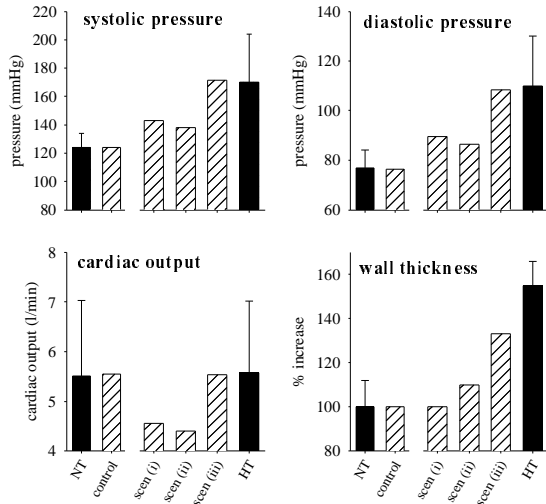 systolic pressure
pressure (mmHg)
220
200
180
160
140
120
100
80
diastolic pressure
pressure (mmHg)
140
120
100
80
60
cardiac output
cardiac output (l/min)
8
7
6
5
4
NT
control
scen (i)
scen (ii)
scen (iii)
HT
wall thickness
% increase
160
140
120
100
80
NT
control
scen (i)
scen (ii)
scen (iii)
HT